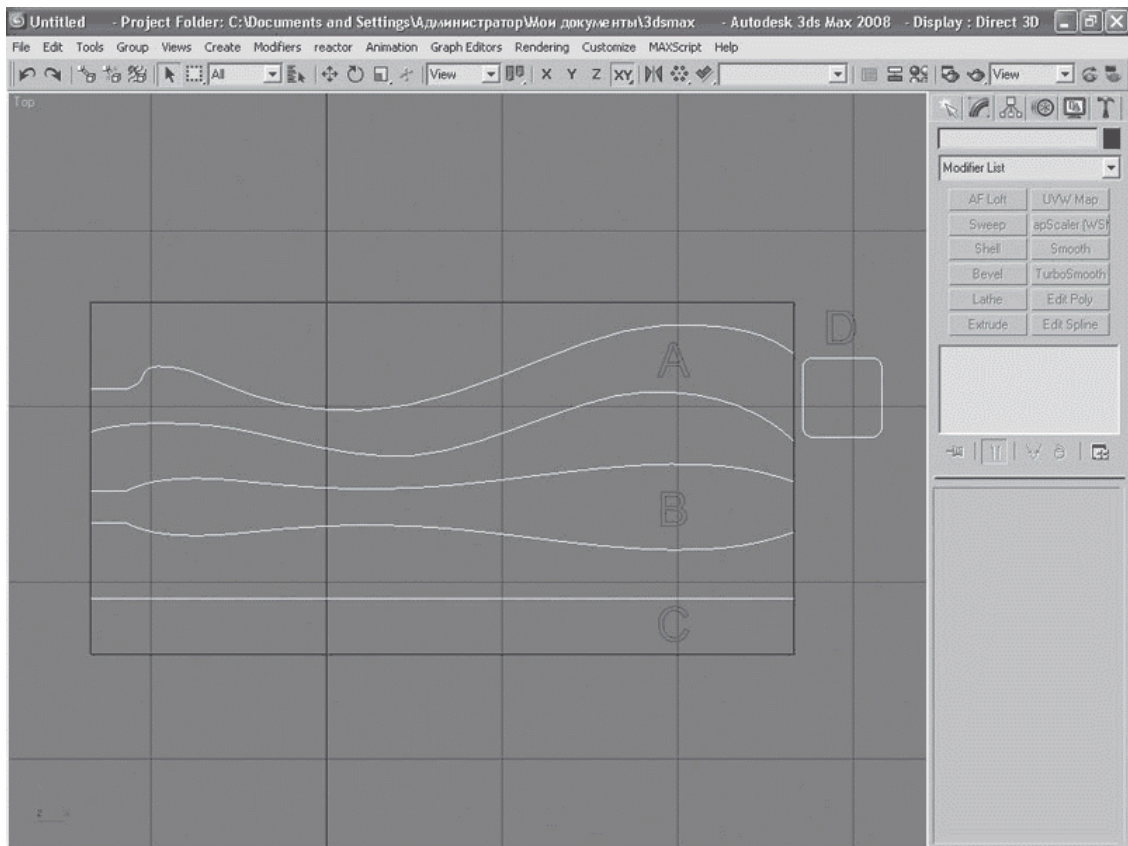 Untitled - Project Folder: C:\Documents and Settings\Администратор\Мои документы\3dsmax - Autodesk 3ds Max 2008 - Display : Direct 3D
File Edit Tools Group Views Create Modifiers reactor Animation Graph Editors Rendering Customize MAXScript Help
All View X Y Z XY View
Top
Modifier List
AF Loft UVW Map
Sweep apScaler (WSM
Shell Smooth
Bevel TurboSmooth
Lathe Edit Poly
Extrude Edit Spline
D
A
B
C
z